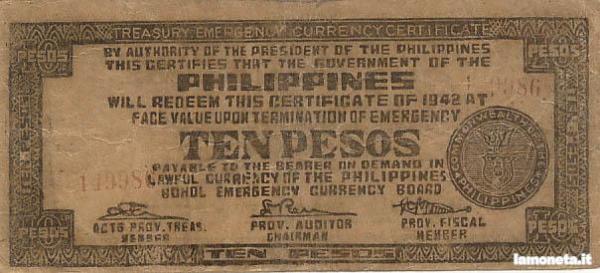 TREASURY EMERGENCY CURRENCY CERTIFICATE
PESOS
PESOS
BY AUTHORITY OF THE PRESIDENT OF THE PHILIPPINES
THIS CERTIFIES THAT THE GOVERNMENT OF THE
PHILIPPINES
WILL REDEEM THIS CERTIFICATE OF 1942 AT
FACE VALUE UPON TERMINATION OF EMERGENCY
TEN PESOS
PAYABLE TO THE BEARER ON DEMAND IN
LAWFUL CURRENCY OF THE PHILIPPINES
BOHOL EMERGENCY CURRENCY BOARD
COMMONWEALTH OF THE
PHILIPPINES
ACTG PROV. TREAS.
MEMBER
PROV. AUDITOR
CHAIRMAN
PROV. FISCAL
MEMBER
PESOS
TEN PESOS
PESOS
lamoneta.it